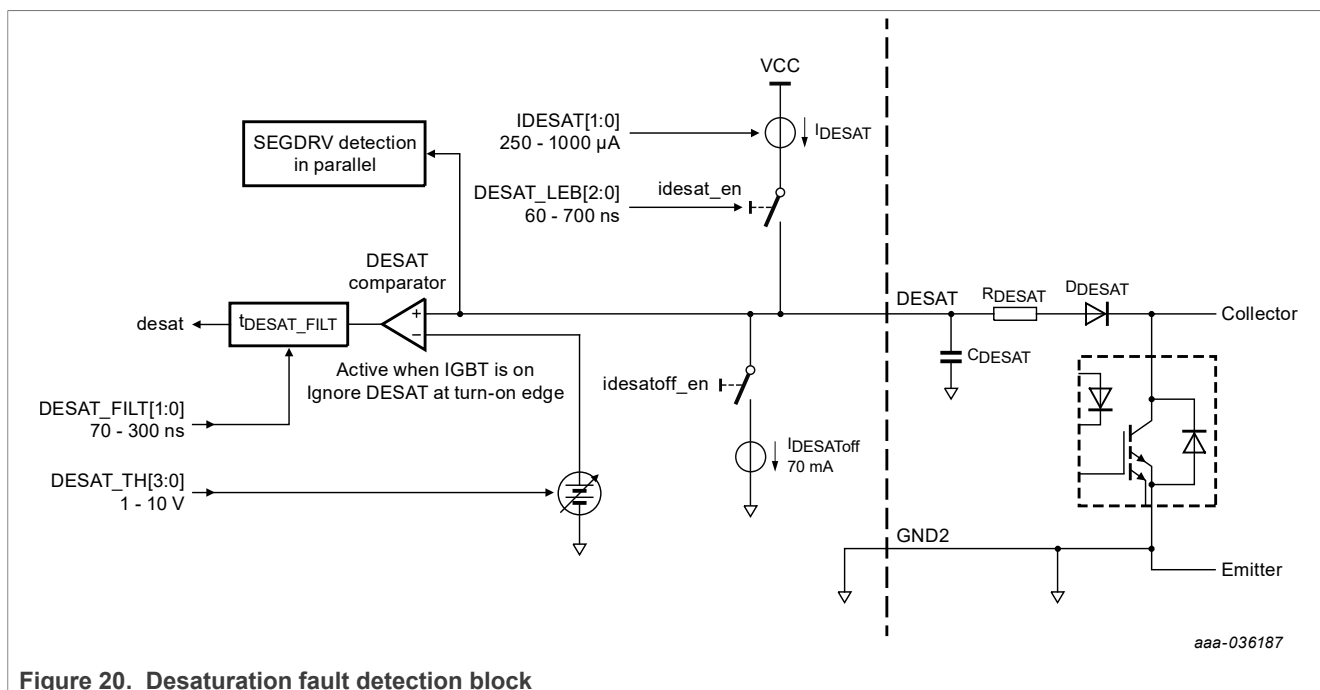 VCC
IDESAT[1:0]
250 - 1000 µA
IDESAT
SEGDRV detection
in parallel
DESAT_LEB[2:0]
60 - 700 ns
idesat_en
DESAT
comparator
DESAT
RDESAT
DDESAT
Collector
+
desat
tDESAT_FILT
−
CDESAT
Active when IGBT is on
Ignore DESAT at turn-on edge
idesatoff_en
DESAT_FILT[1:0]
70 - 300 ns
IDESAToff
70 mA
DESAT_TH[3:0]
1 - 10 V
GND2
Emitter
aaa-036187
Figure 20. Desaturation fault detection block